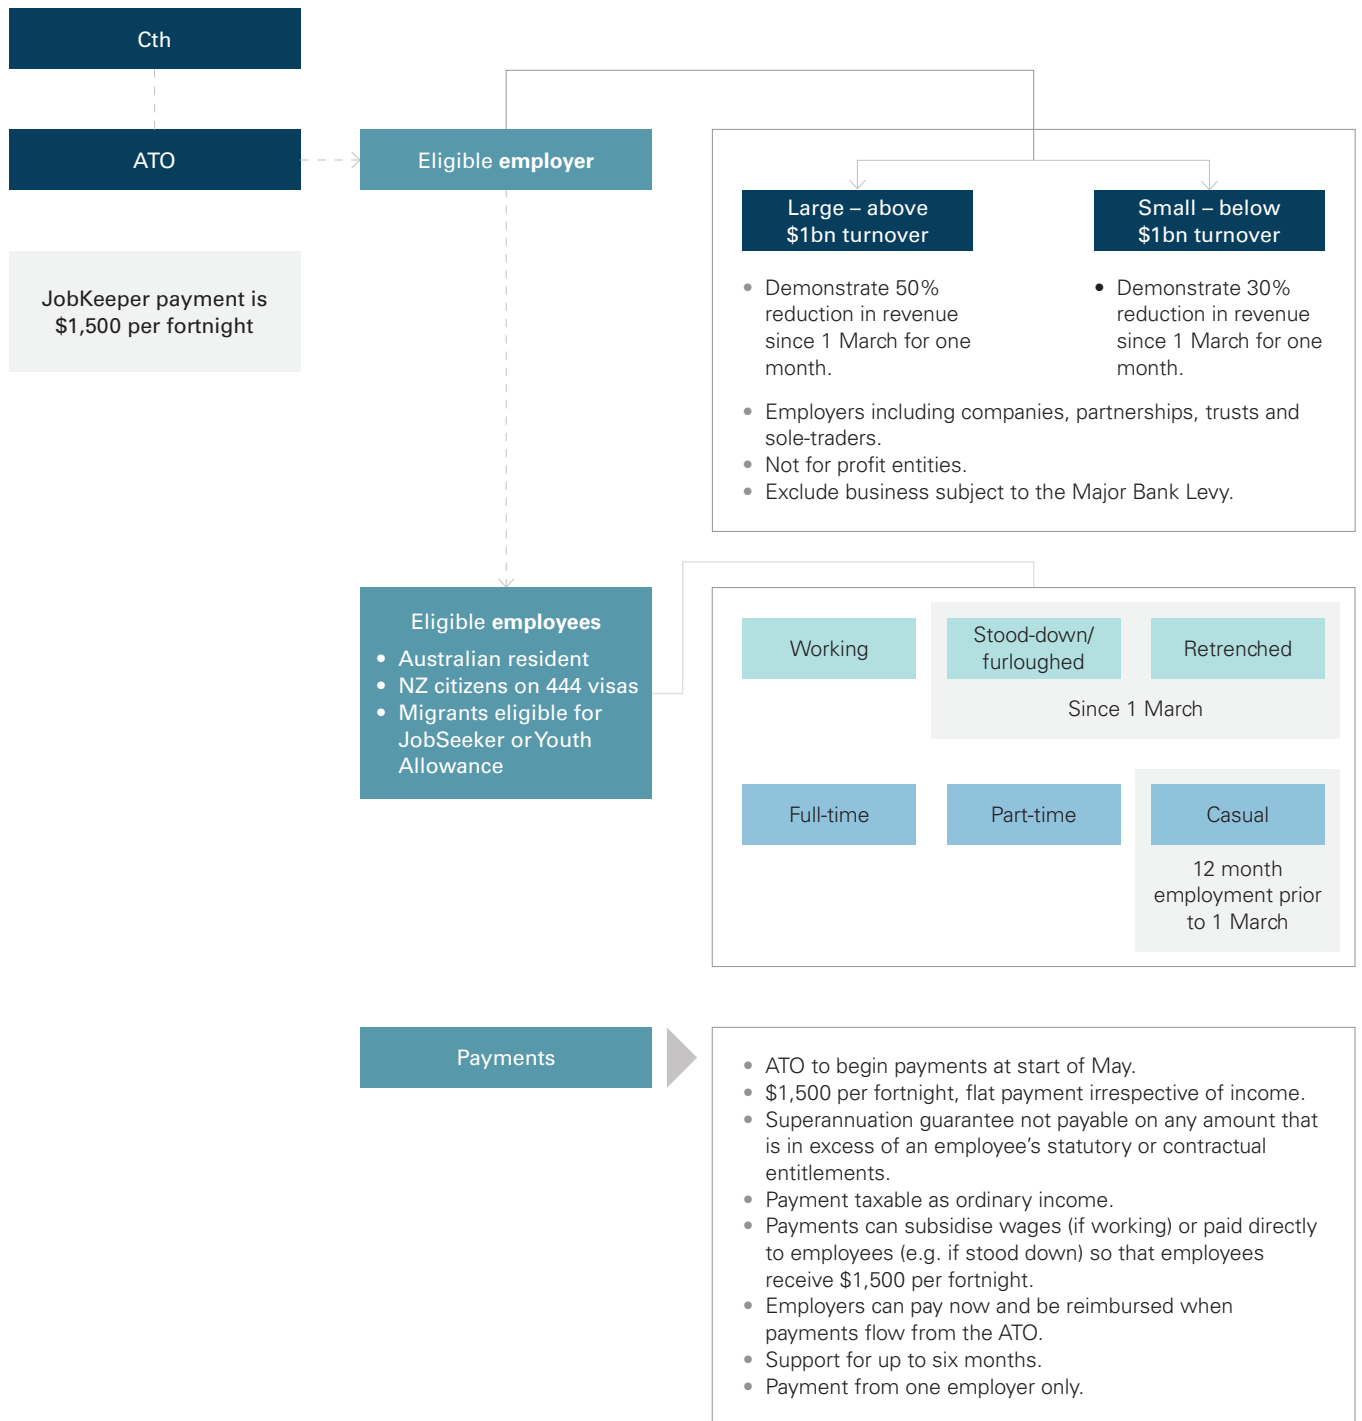 Cth
ATO
Eligible employer
JobKeeper payment is
$1,500 per fortnight
Large – above
$1bn turnover
Small – below
$1bn turnover
• Demonstrate 50%
reduction in revenue
since 1 March for one
month.
• Demonstrate 30%
reduction in revenue
since 1 March for one
month.
• Employers including companies, partnerships, trusts and
sole-traders.
• Not for profit entities.
• Exclude business subject to the Major Bank Levy.
Eligible employees
• Australian resident
• NZ citizens on 444 visas
• Migrants eligible for
JobSeeker or Youth
Allowance
Working
Stood-down/
furloughed
Retrenched
Since 1 March
Full-time
Part-time
Casual
12 month
employment prior
to 1 March
Payments
• ATO to begin payments at start of May.
• $1,500 per fortnight, flat payment irrespective of income.
• Superannuation guarantee not payable on any amount that
is in excess of an employee’s statutory or contractual
entitlements.
• Payment taxable as ordinary income.
• Payments can subsidise wages (if working) or paid directly
to employees (e.g. if stood down) so that employees
receive $1,500 per fortnight.
• Employers can pay now and be reimbursed when
payments flow from the ATO.
• Support for up to six months.
• Payment from one employer only.